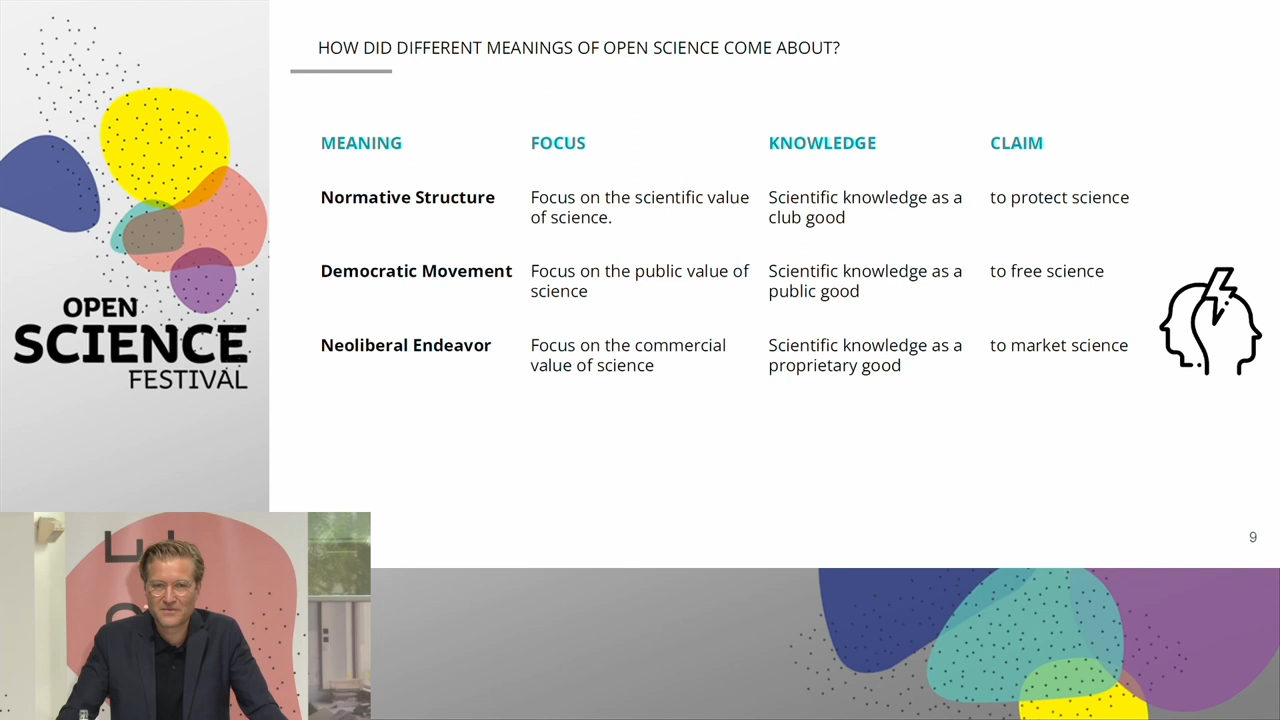 HOW DID DIFFERENT MEANINGS OF OPEN SCIENCE COME ABOUT?
MEANING FOCUS KNOWLEDGE CLAIM
Normative Structure Focus on the scientific value Scientific knowledge as a to protect science
of science. club good
Democratic Movement Focus on the public value of Scientific knowledge as a to free science
science public good
Neoliberal Endeavor Focus on the commercial Scientific knowledge as a to market science
value of science proprietary good
OPEN
SCIENCE
FESTIVAL
9